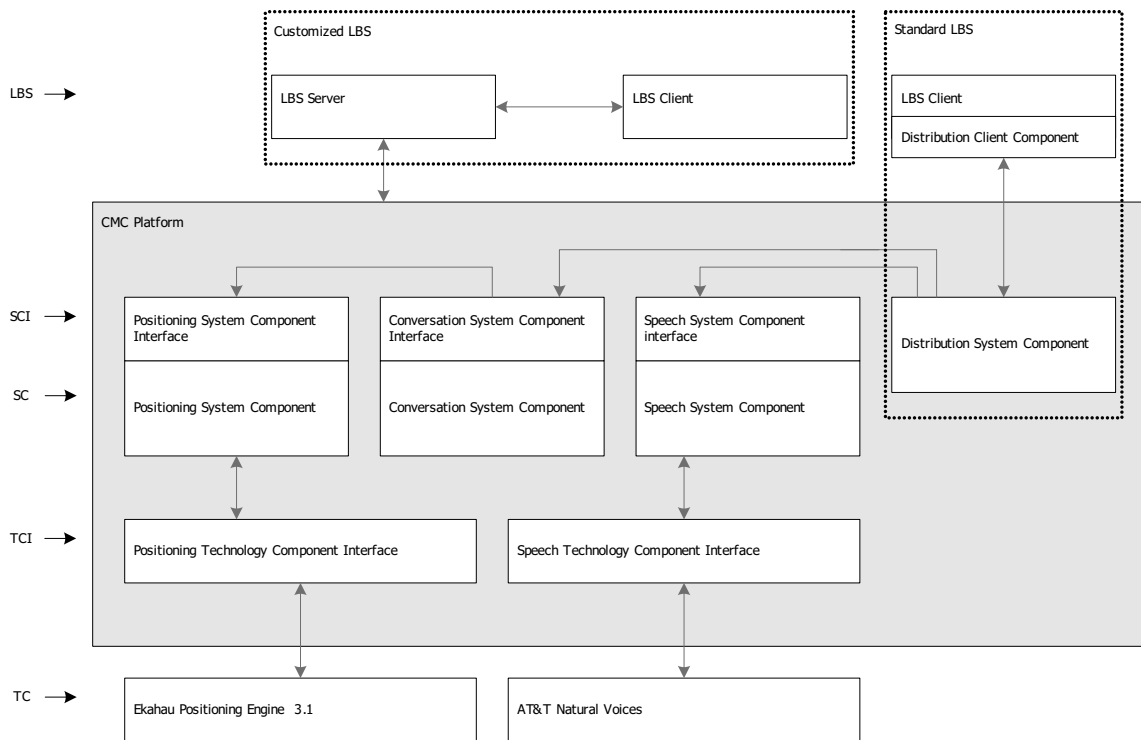 Customized LBS
Standard LBS
LBS
LBS Server
LBS Client
LBS Client
Distribution Client Component
CMC Platform
SCI
Positioning System Component
Interface
Conversation System Component
Interface
Speech System Component
interface
Distribution System Component
SC
Positioning System Component
Conversation System Component
Speech System Component
TCI
Positioning Technology Component Interface
Speech Technology Component Interface
TC
Ekahau Positioning Engine 3.1
AT&T Natural Voices